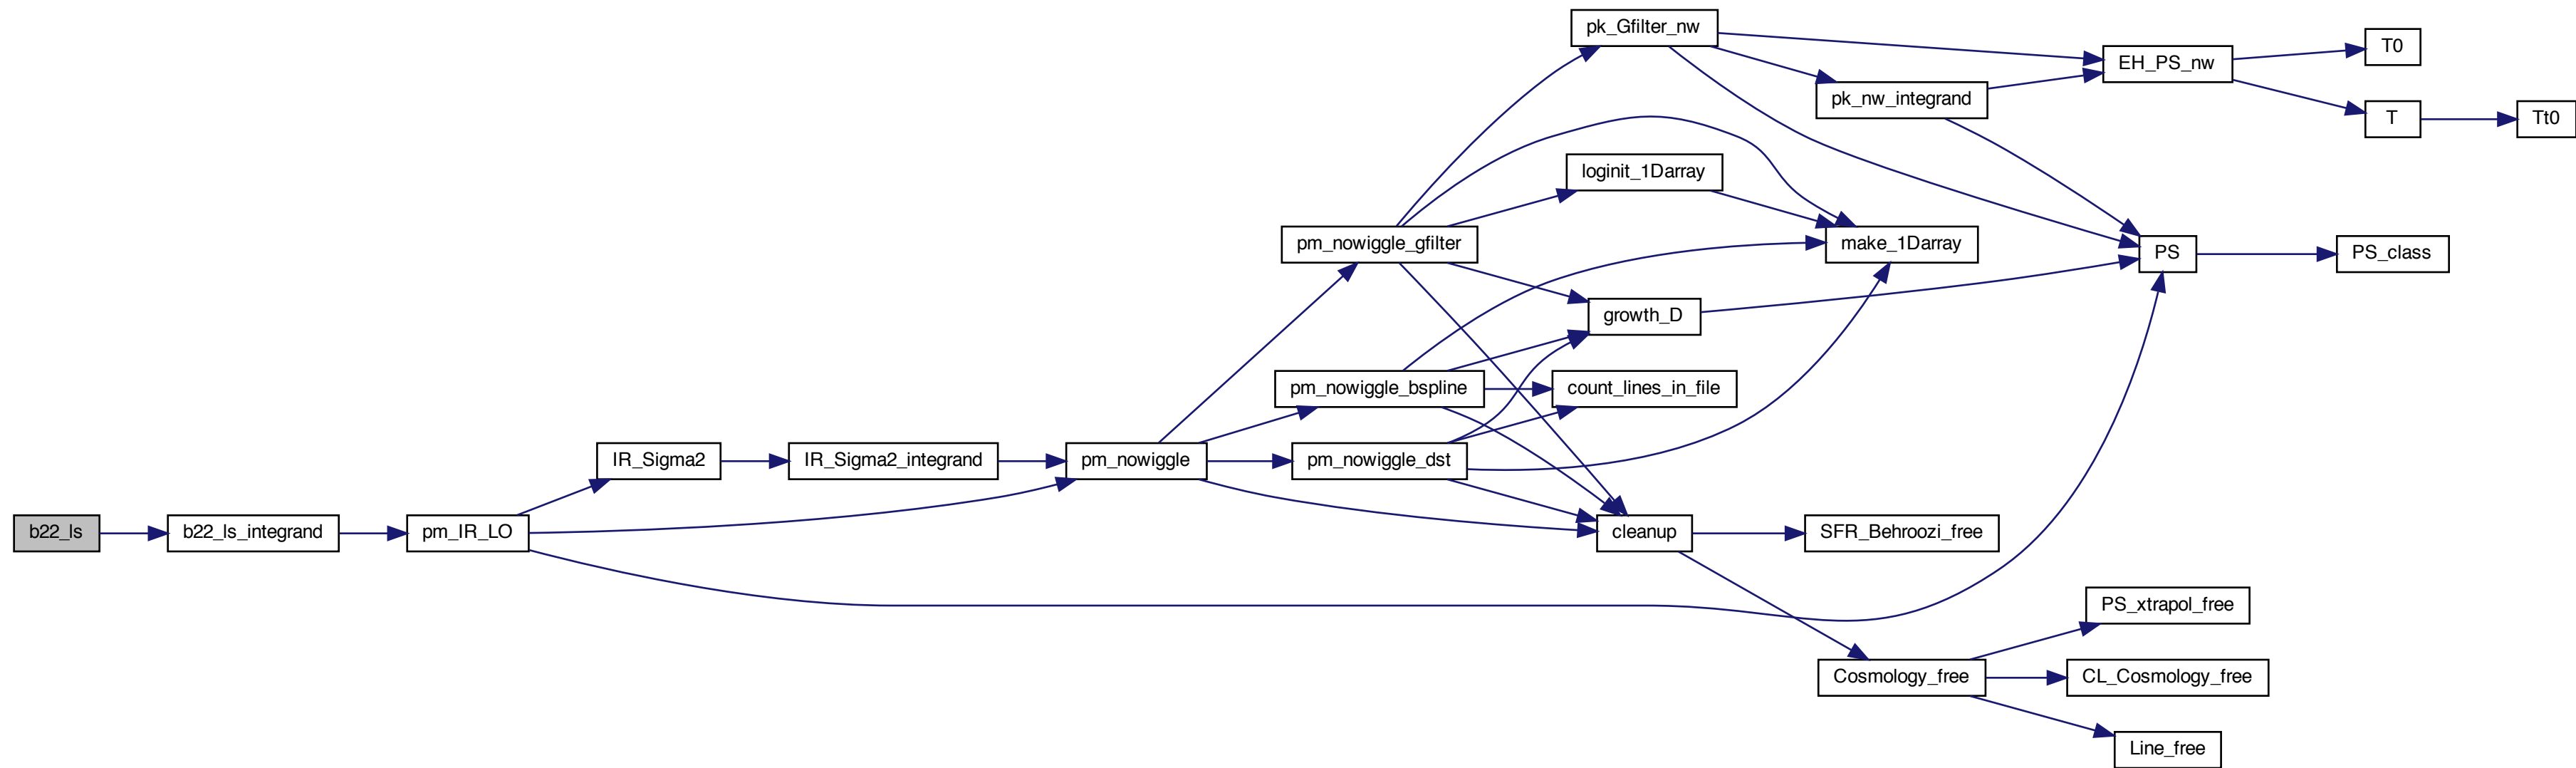 pk_Gfilter_nw
T0
EH_PS_nw
pk_nw_integrand
T
Tt0
loginit_1Darray
pm_nowiggle_gfilter
make_1Darray
PS
PS_class
growth_D
pm_nowiggle_bspline
count_lines_in_file
IR_Sigma2
IR_Sigma2_integrand
pm_nowiggle
pm_nowiggle_dst
b22_ls
b22_ls_integrand
pm_IR_LO
cleanup
SFR_Behroozi_free
PS_xtrapol_free
Cosmology_free
CL_Cosmology_free
Line_free